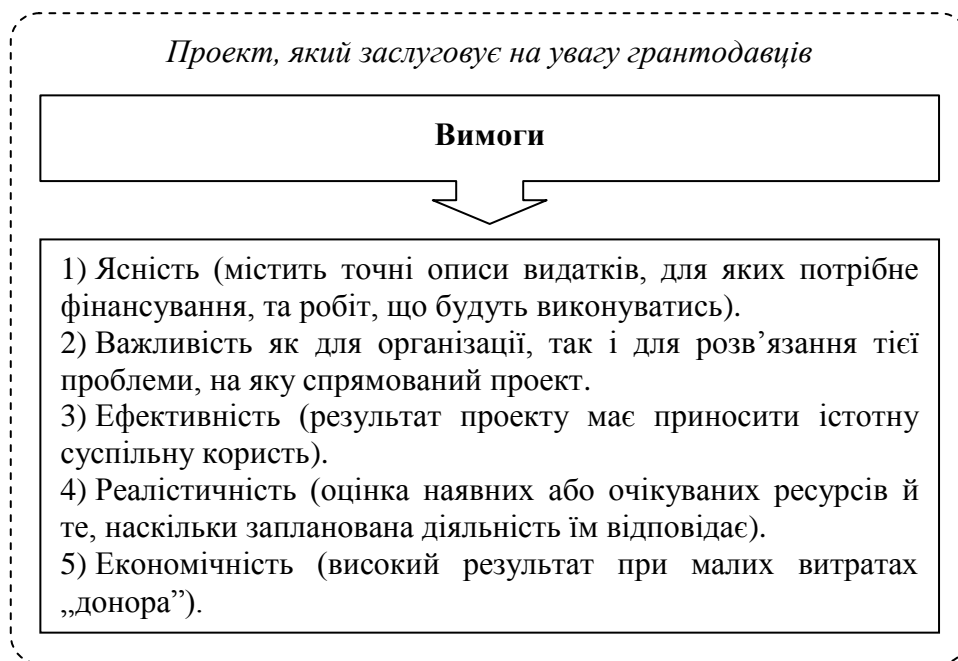 Проект, який заслуговує на увагу грантодавців
Вимоги
1) Ясність (містить точні описи видатків, для яких потрібне
фінансування, та робіт, що будуть виконуватись).
2) Важливість як для організації, так і для розв’язання тієї
проблеми, на яку спрямований проект.
3) Ефективність (результат проекту має приносити істотну
суспільну користь).
4) Реалістичність (оцінка наявних або очікуваних ресурсів й
те, наскільки запланована діяльність їм відповідає).
5) Економічність (високий результат при малих витратах
„донора”).